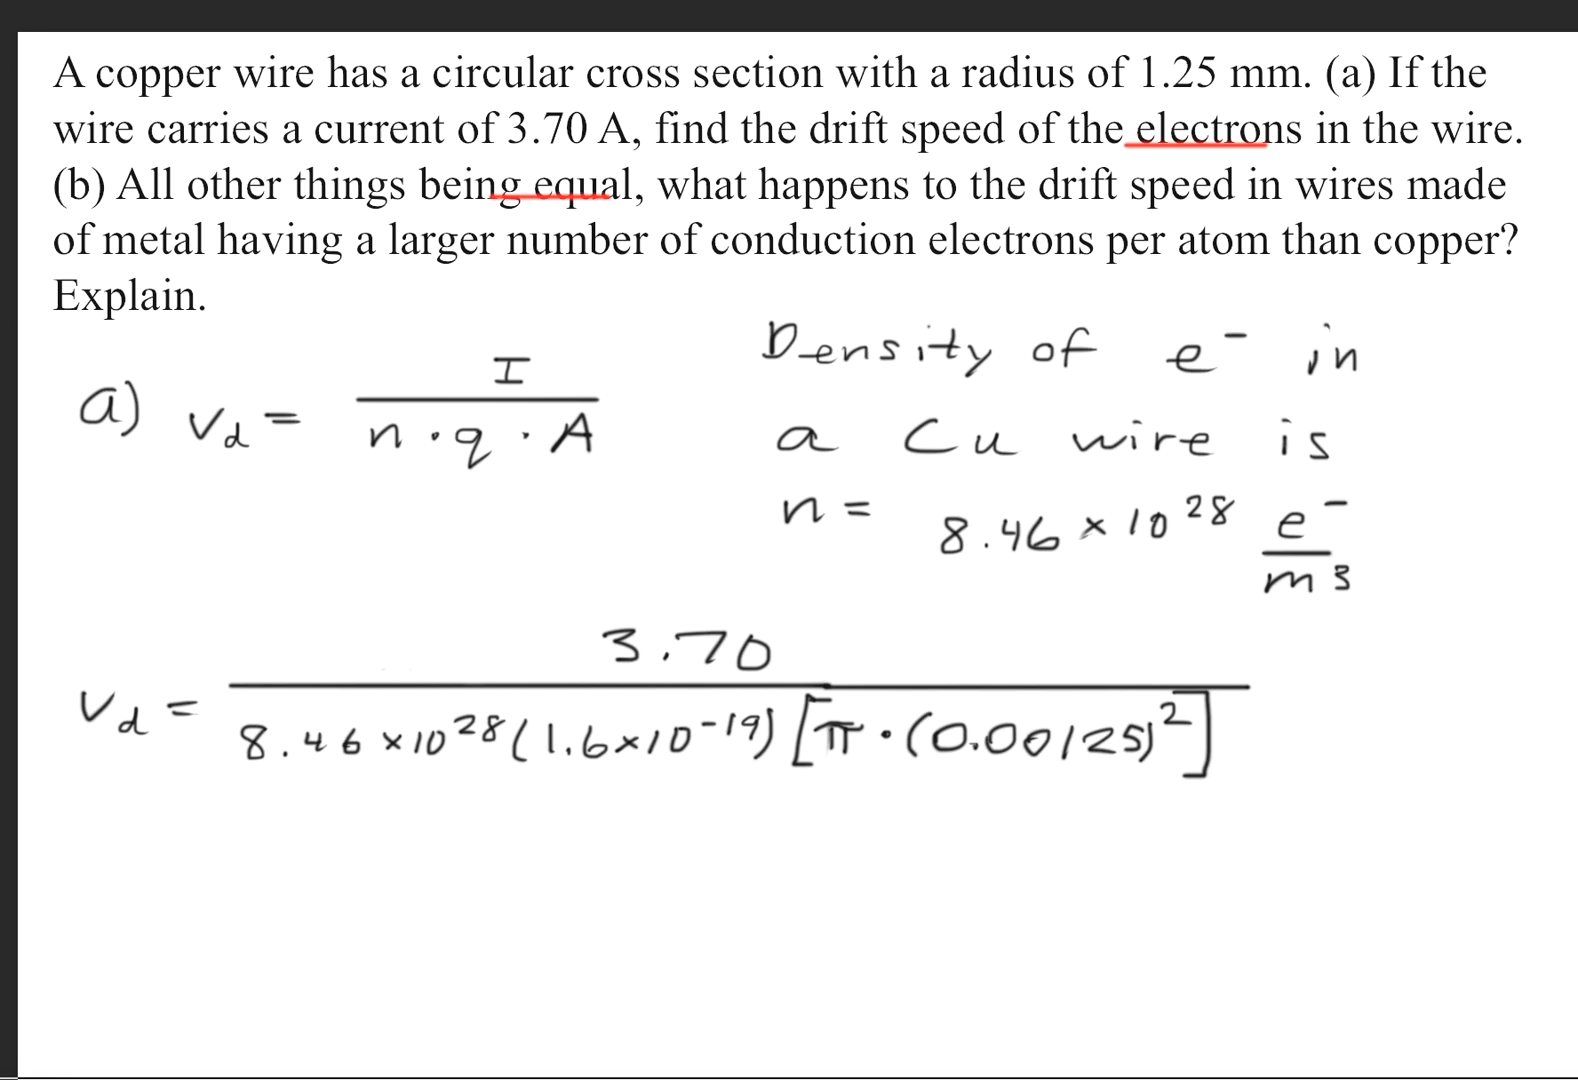 A copper wire has a circular cross section with a radius of 1.25 mm. (a) If the
wire carries a current of 3.70 A, find the drift speed of the electrons in the wire.
(b) All other things being equal, what happens to the drift speed in wires made
of metal having a larger number of conduction electrons per atom than copper?
Explain.
a) v_d = I / (n · q · A)
Density of e⁻ in
a Cu wire is
n = 8.46 × 10²⁸ e⁻/m³
v_d = 3.70 / (8.46 × 10²⁸ (1.6 × 10⁻¹⁹) [π · (0.00125)²])